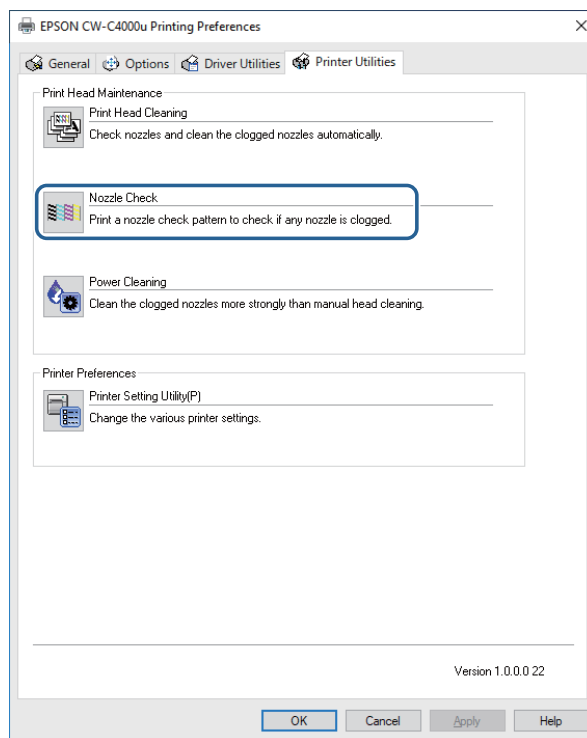 EPSON CW-C4000u Printing Preferences
General Options Driver Utilities Printer Utilities
Print Head Maintenance
Print Head Cleaning
Check nozzles and clean the clogged nozzles automatically.
Nozzle Check
Print a nozzle check pattern to check if any nozzle is clogged.
Power Cleaning
Clean the clogged nozzles more strongly than manual head cleaning.
Printer Preferences
Printer Setting Utility(P)
Change the various printer settings.
Version 1.0.0.0 22
OK Cancel Apply Help